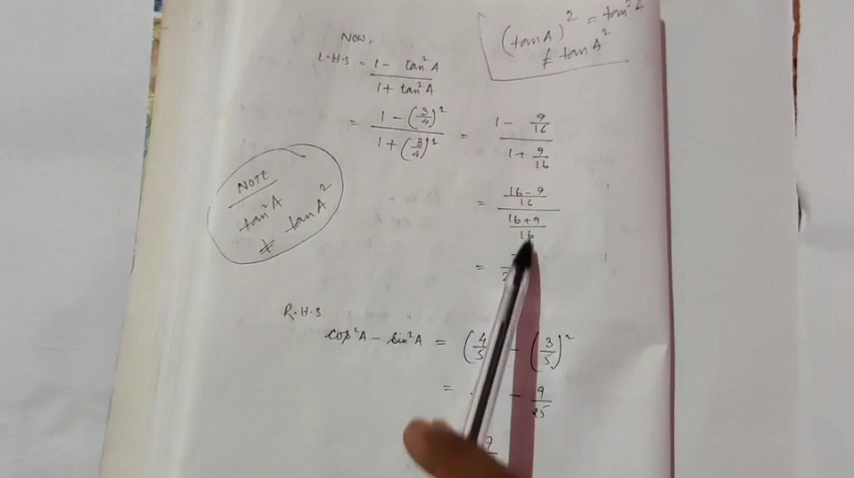 (tanA)² = tan²A
≠ tanA²
Now,
L.H.S = (1 - tan²A)/(1 + tan²A)
= (1 - (3/4)²)/(1 + (3/4)²) = (1 - 9/16)/(1 + 9/16)
NOTE
tan²A
≠ tanA²
= ((16-9)/16)/((16+9)/16)
=
R.H.S
cos²A - sin²A = (4/5 - (3/5)²
= - 9/25
7